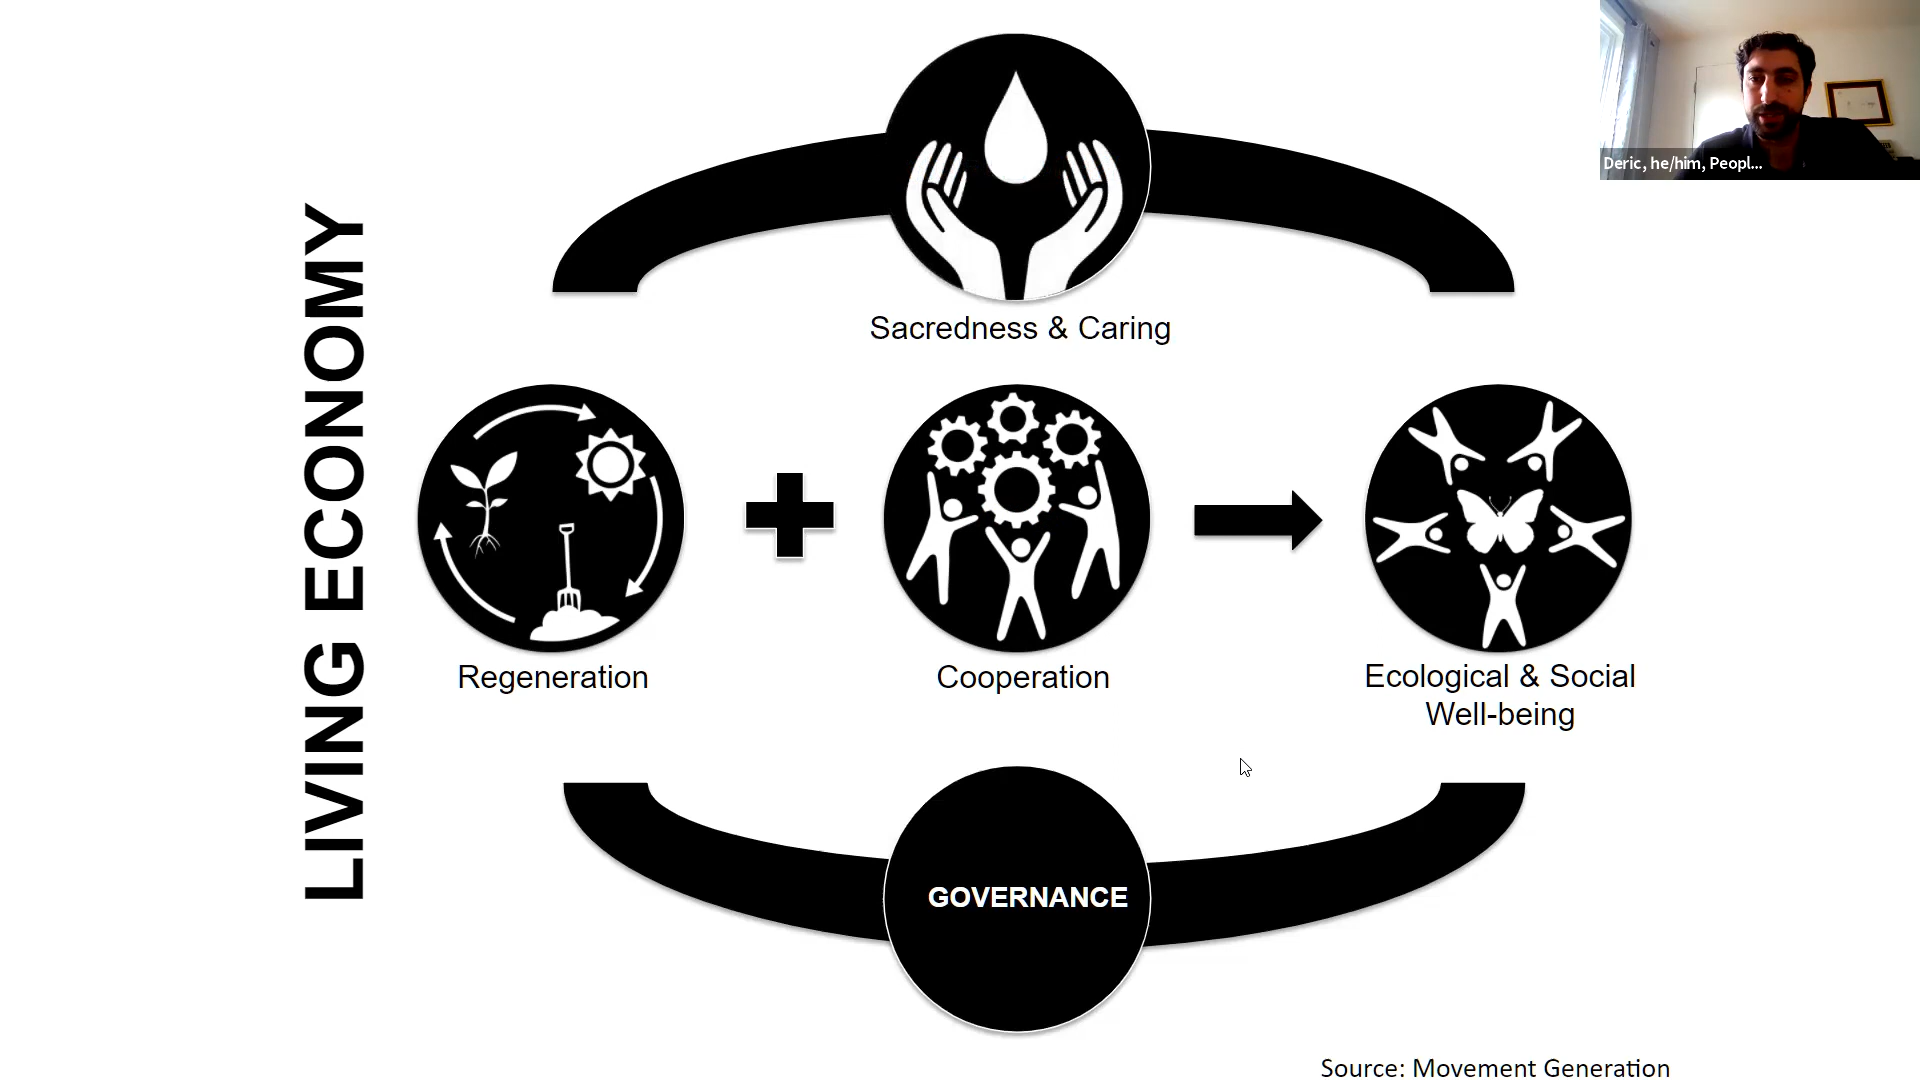 Deric, he/him, Peopl...
LIVING ECONOMY
Sacredness & Caring
Regeneration
Cooperation
Ecological & Social
Well-being
GOVERNANCE
Source: Movement Generation